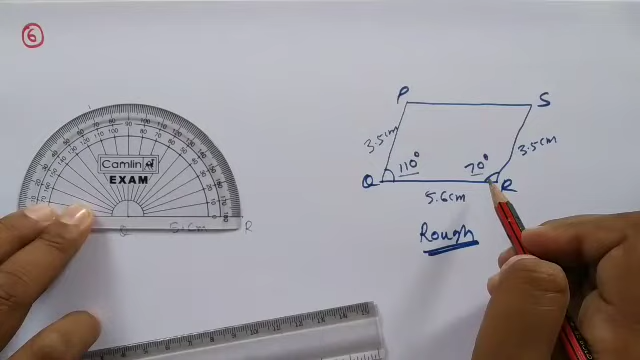 6
P
S
3.5cm
110°
70°
3.5cm
Q
R
5.6cm
Rough
Camlin
EXAM
Q
5.6cm
R